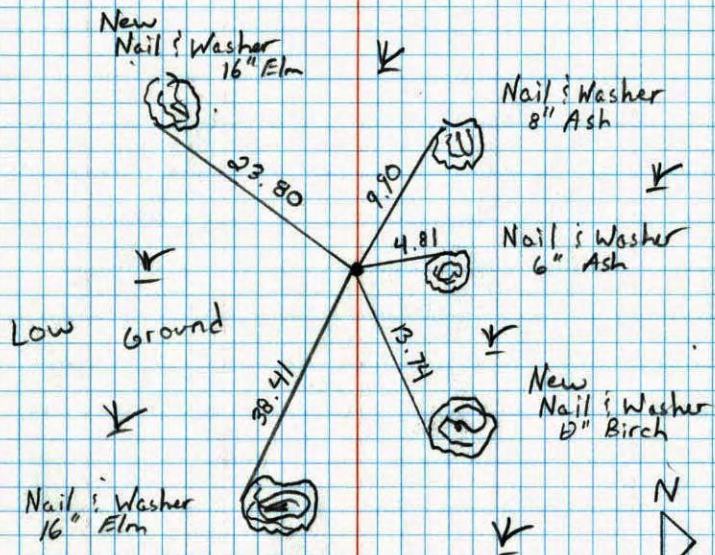 New
Nail & Washer
16" Elm
Nail & Washer
8" Ash
23.80
9.90
4.81
Nail & Washer
6" Ash
Low Ground
38.41
13.74
New
Nail & Washer
Birch
Nail & Washer
16" Elm
N